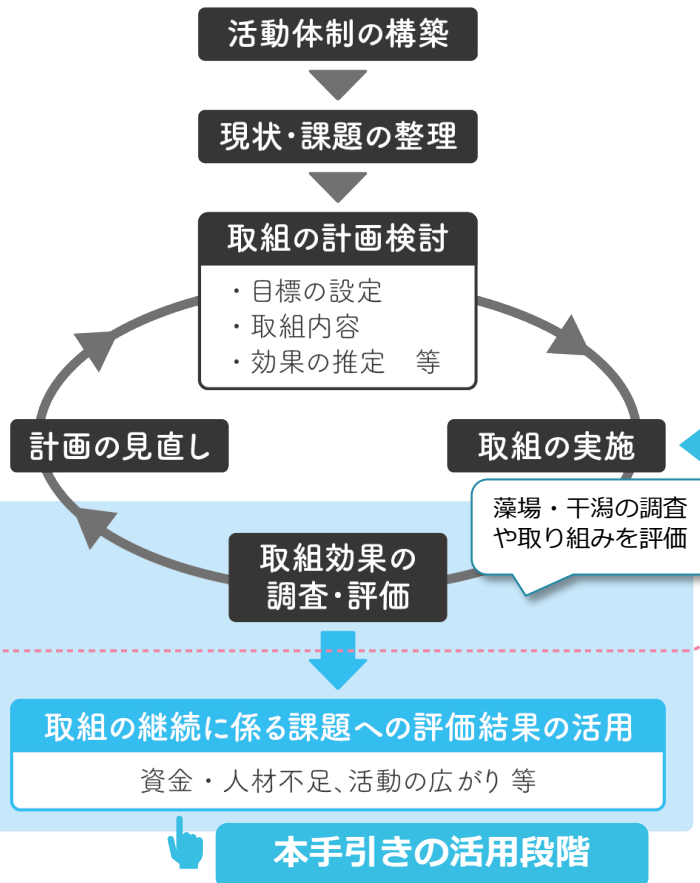 活動体制の構築
現状・課題の整理
取組の計画検討
・目標の設定
・取組内容
・効果の推定　等
計画の見直し
取組の実施
藻場・干潟の調査
や取り組みを評価
取組効果の
調査・評価
取組の継続に係る課題への評価結果の活用
資金・人材不足、活動の広がり 等
本手引きの活用段階